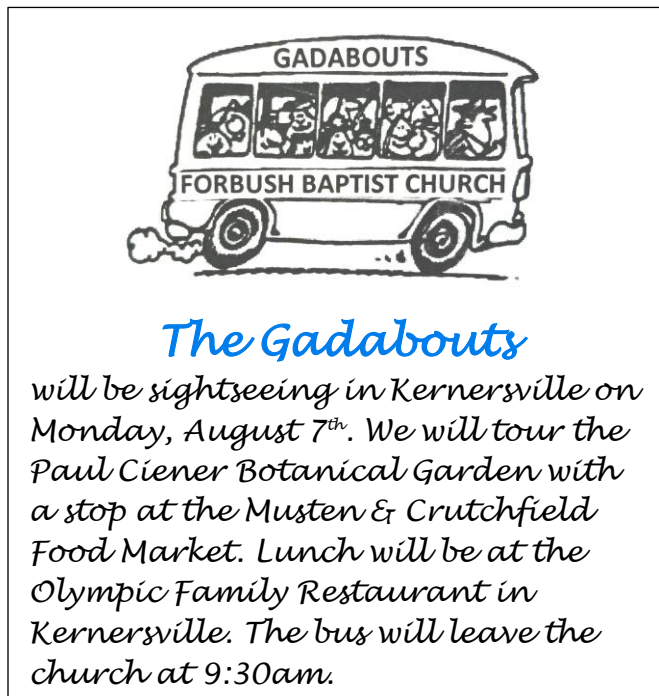 GADABOUTS
FORBUSH BAPTIST CHURCH
The Gadabouts
will be sightseeing in Kernersville on
Monday, August 7th. We will tour the
Paul Ciener Botanical Garden with
a stop at the Musten & Crutchfield
Food Market. Lunch will be at the
Olympic Family Restaurant in
Kernersville. The bus will leave the
church at 9:30am.